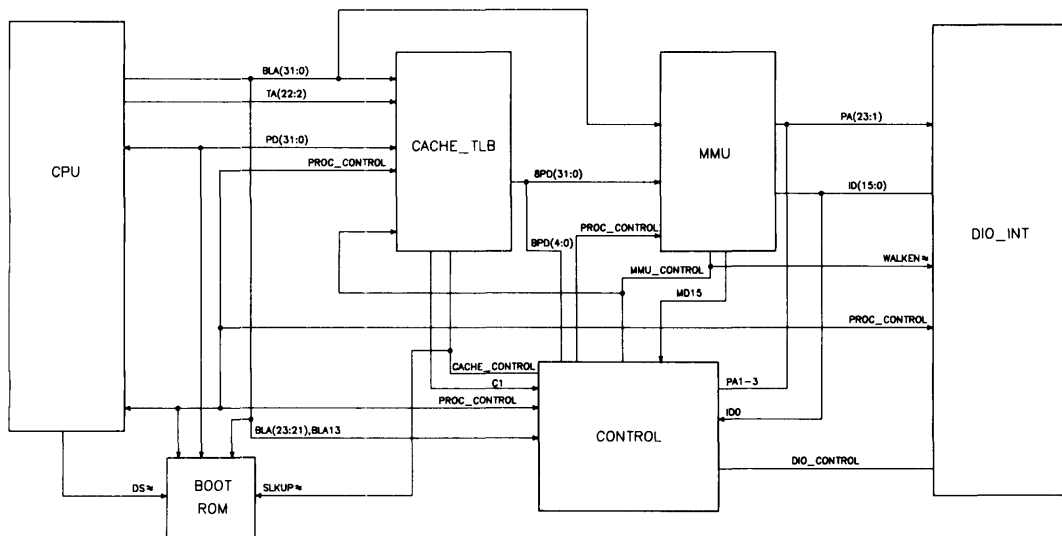 BLA(31:0)
TA(22:2)
PD(31:0)
PROC_CONTROL
CPU
CACHE_TLB
MMU
PA(23:1)
ID(15:0)
DIO_INT
BPD(31:0)
BPD(4:0)
PROC_CONTROL
MMU_CONTROL
MD15
WALKEN≈
PROC_CONTROL
CACHE_CONTROL
C1
PROC_CONTROL
BLA(23:21),BLA13
CONTROL
PA1-3
ID0
DIO_CONTROL
DS≈
BOOT
ROM
SLKUP≈